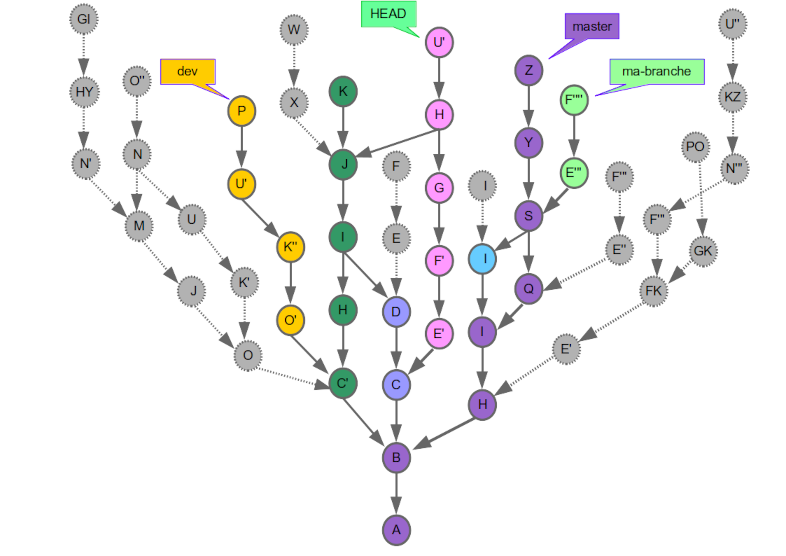 HEAD
GI
U''
W
master
U'
dev
Z
ma-branche
O''
K
HY
KZ
F''''
X
P
H
Y
PO
N
N'
J
F
N'''
E'''
F'''
U'
I
G
U
S
F'''
M
I
E
K''
E''
GK
I
F'
K'
J
Q
FK
H
D
O'
I
E'
E'
O
C'
C
H
B
A